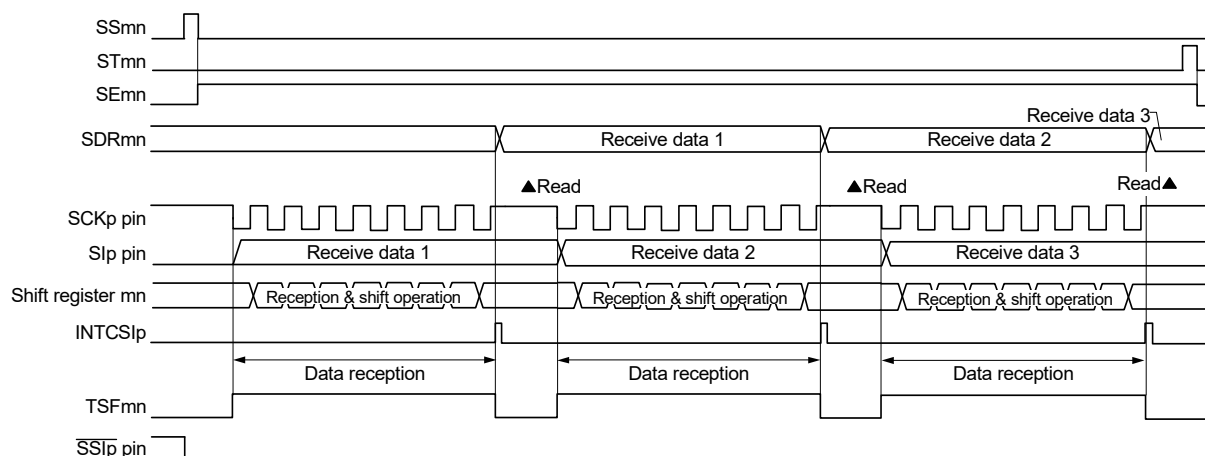 SSmn
STmn
SEmn
Receive data 3
SDRmn Receive data 1 Receive data 2
▲Read ▲Read Read▲
SCKp pin
SIp pin Receive data 1 Receive data 2 Receive data 3
Shift register mn Reception & shift operation Reception & shift operation Reception & shift operation
INTCSIp
Data reception Data reception Data reception
TSFmn
SSIp pin